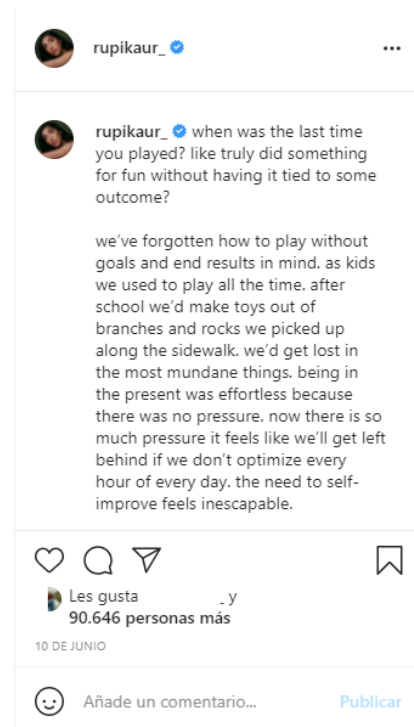 rupikaur_
rupikaur_ when was the last time
you played? like truly did something
for fun without having it tied to some
outcome?
we've forgotten how to play without
goals and end results in mind. as kids
we used to play all the time. after
school we'd make toys out of
branches and rocks we picked up
along the sidewalk. we'd get lost in
the most mundane things. being in
the present was effortless because
there was no pressure. now there is so
much pressure it feels like we'll get left
behind if we don't optimize every
hour of every day. the need to self-
improve feels inescapable.
Les gusta _ y
90.646 personas más
10 DE JUNIO
Añade un comentario...
Publicar